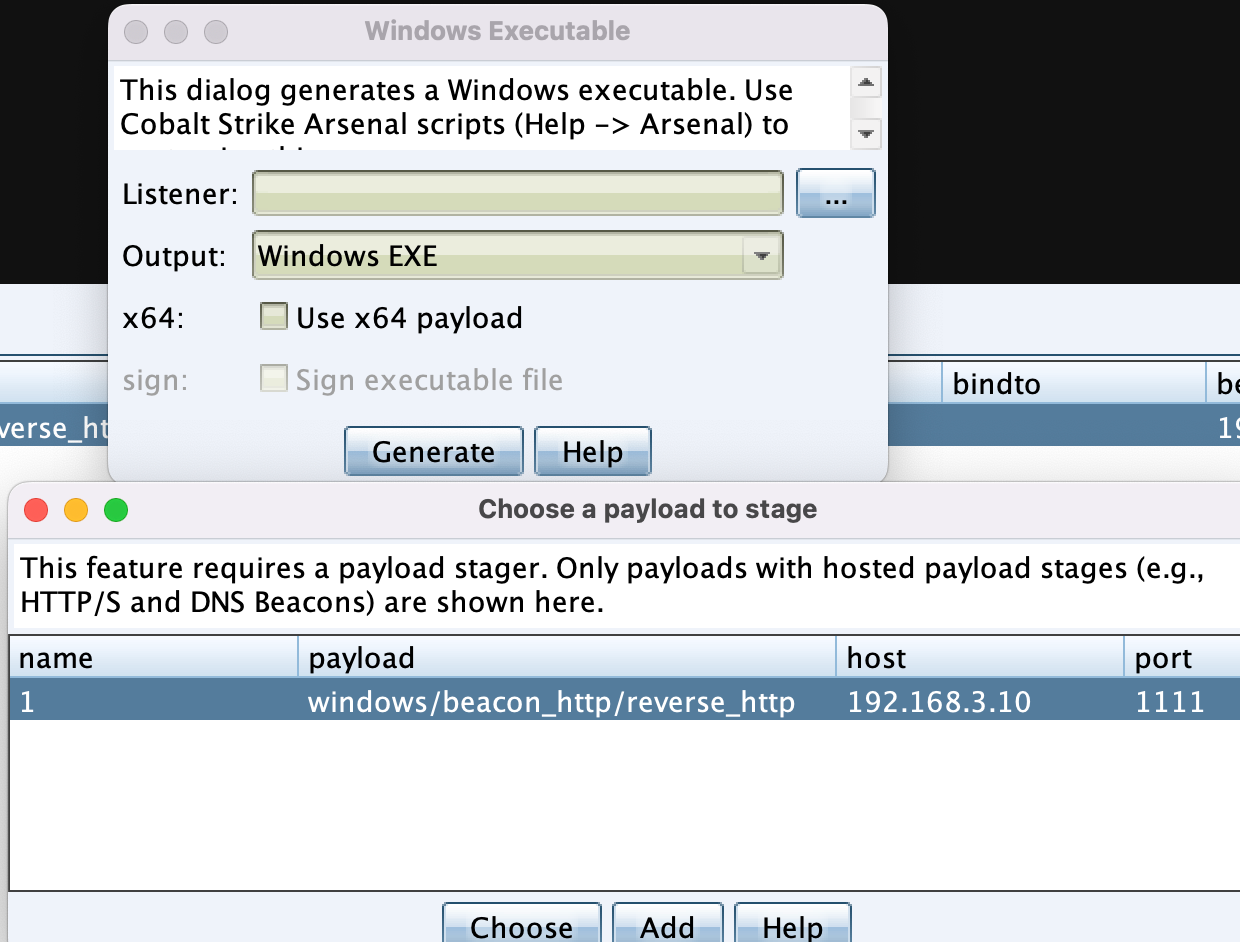 Windows Executable
This dialog generates a Windows executable. Use
Cobalt Strike Arsenal scripts (Help -> Arsenal) to
Listener:
...
Output:
Windows EXE
x64:
Use x64 payload
sign:
Sign executable file
Generate
Help
bindto
be
verse_ht
19
Choose a payload to stage
This feature requires a payload stager. Only payloads with hosted payload stages (e.g.,
HTTP/S and DNS Beacons) are shown here.
name payload host port
1 windows/beacon_http/reverse_http 192.168.3.10 1111
Choose
Add
Help